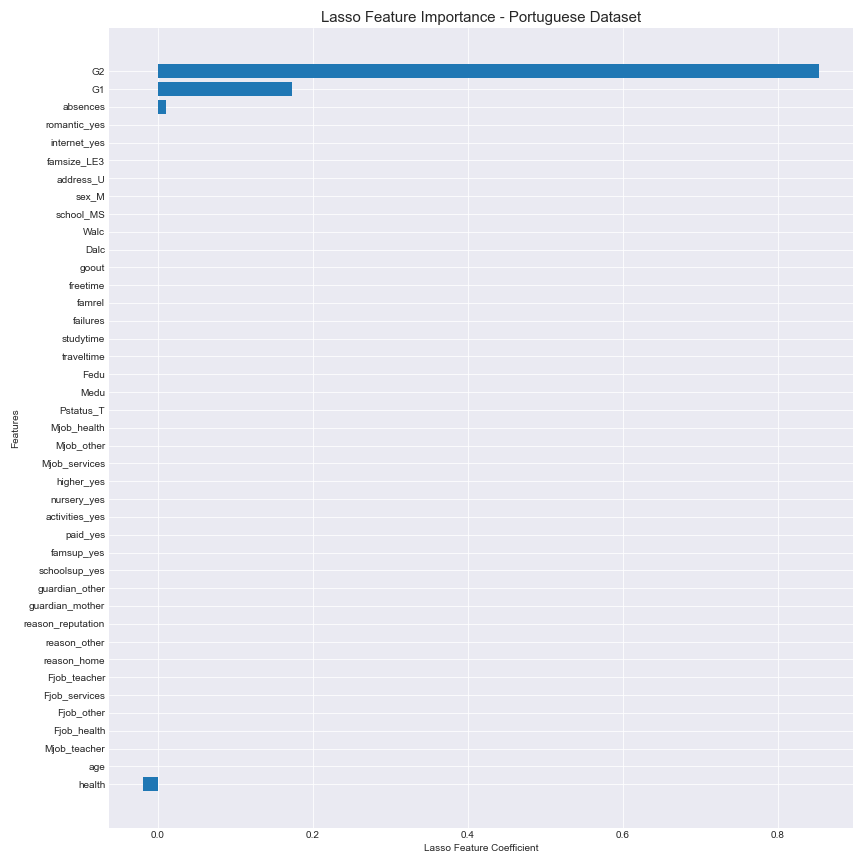 Lasso Feature Importance - Portuguese Dataset
G2
G1
absences
romantic_yes
internet_yes
famsize_LE3
address_U
sex_M
school_MS
Walc
Dalc
goout
freetime
famrel
failures
studytime
traveltime
Fedu
Medu
Pstatus_T
Mjob_health
Mjob_other
Mjob_services
higher_yes
nursery_yes
activities_yes
paid_yes
famsup_yes
schoolsup_yes
guardian_other
guardian_mother
reason_reputation
reason_other
reason_home
Fjob_teacher
Fjob_services
Fjob_other
Fjob_health
Mjob_teacher
age
health
Features
0.0 0.2 0.4 0.6 0.8
Lasso Feature Coefficient